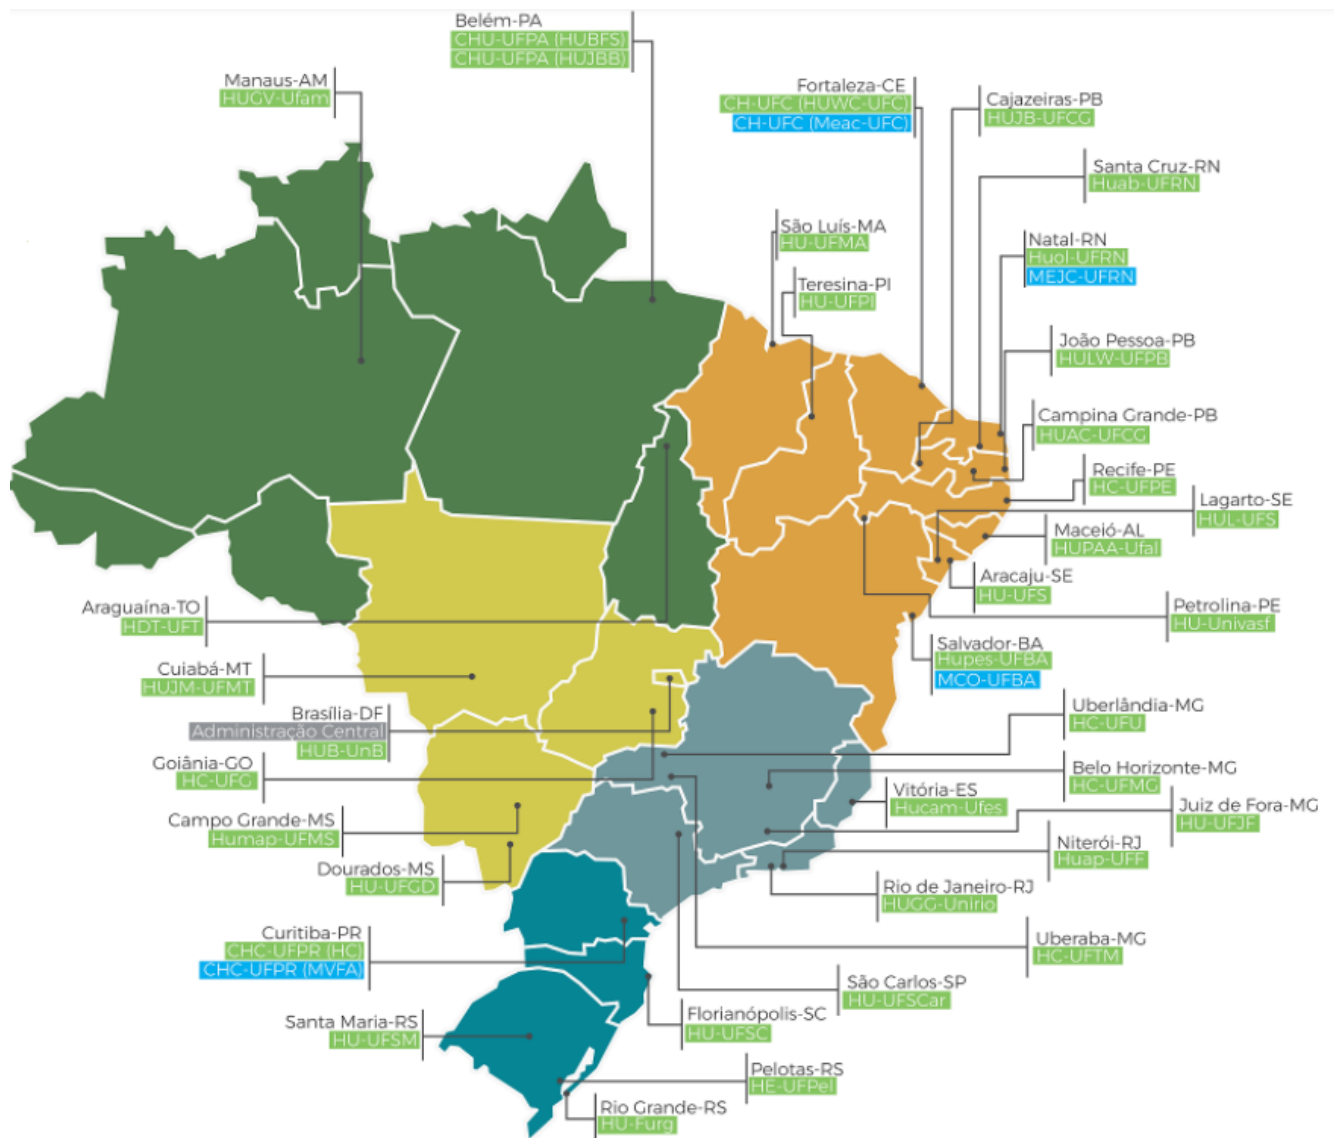 Belém-PA
CHU-UFPA (HUBFS)
CHU-UFPA (HUJBB)
Manaus-AM
HUGV-Ufam
Fortaleza-CE
CH-UFC (HUWC-UFC)
CH-UFC (Meac-UFC)
Cajazeiras-PB
HUJB-UFCG
Santa Cruz-RN
Huab-UFRN
São Luís-MA
HU-UFMA
Natal-RN
Huol-UFRN
MEJC-UFRN
Teresina-PI
HU-UFPI
João Pessoa-PB
HULW-UFPB
Campina Grande-PB
HUAC-UFCG
Recife-PE
HC-UFPE
Lagarto-SE
HUL-UFS
Maceió-AL
HUPAA-Ufal
Aracaju-SE
HU-UFS
Petrolina-PE
HU-Univasf
Araguaína-TO
HDT-UFT
Salvador-BA
Hupes-UFBA
MCO-UFBA
Cuiabá-MT
HUJM-UFMT
Uberlândia-MG
HC-UFU
Brasília-DF
Administração Central
HUB-UnB
Goiânia-GO
HC-UFG
Belo Horizonte-MG
HC-UFMG
Vitória-ES
Hucam-Ufes
Juiz de Fora-MG
HU-UFJF
Campo Grande-MS
Humap-UFMS
Niterói-RJ
Huap-UFF
Dourados-MS
HU-UFGD
Rio de Janeiro-RJ
HUGG-Unirio
Curitiba-PR
CHC-UFPR (HC)
CHC-UFPR (MVFA)
Uberaba-MG
HC-UFTM
São Carlos-SP
HU-UFSCar
Florianópolis-SC
HU-UFSC
Santa Maria-RS
HU-UFSM
Pelotas-RS
HE-UFPel
Rio Grande-RS
HU-Furg